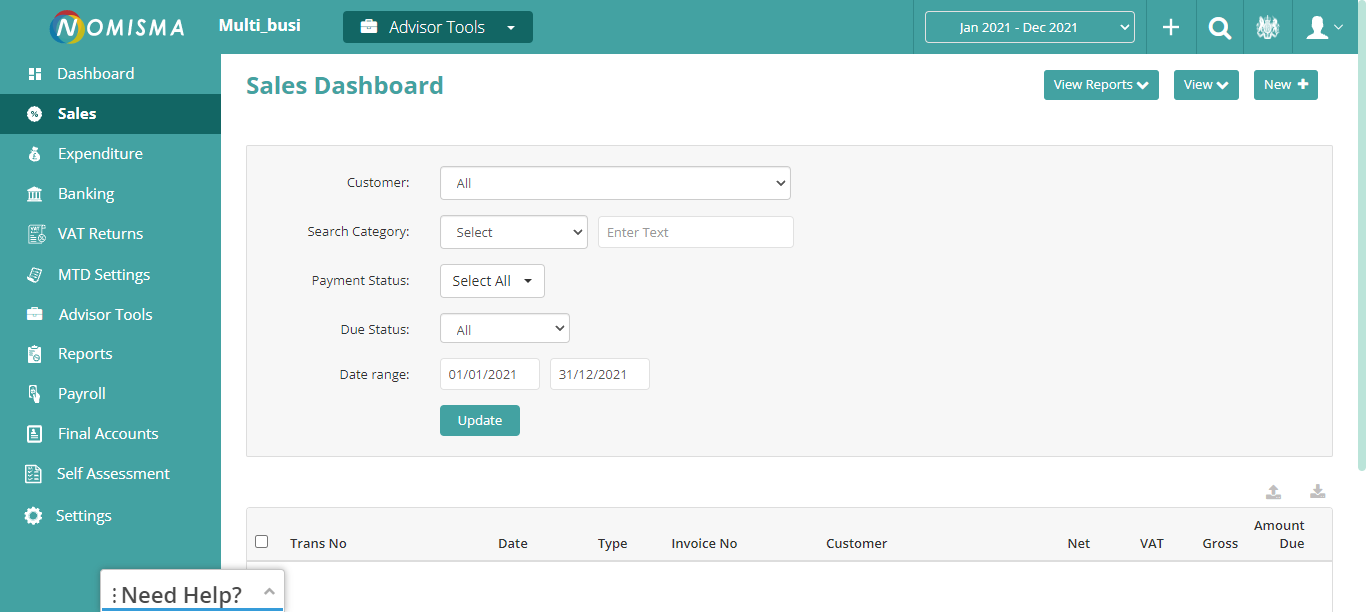 NOMISMA
Multi_busi
Advisor Tools
Jan 2021 - Dec 2021
Dashboard
Sales
Expenditure
Banking
VAT Returns
MTD Settings
Advisor Tools
Reports
Payroll
Final Accounts
Self Assessment
Settings
Sales Dashboard
View Reports
View
New
Customer: All
Search Category: Select Enter Text
Payment Status: Select All
Due Status: All
Date range: 01/01/2021 31/12/2021
Update
Trans No Date Type Invoice No Customer Net VAT Gross Amount
Due
Need Help?